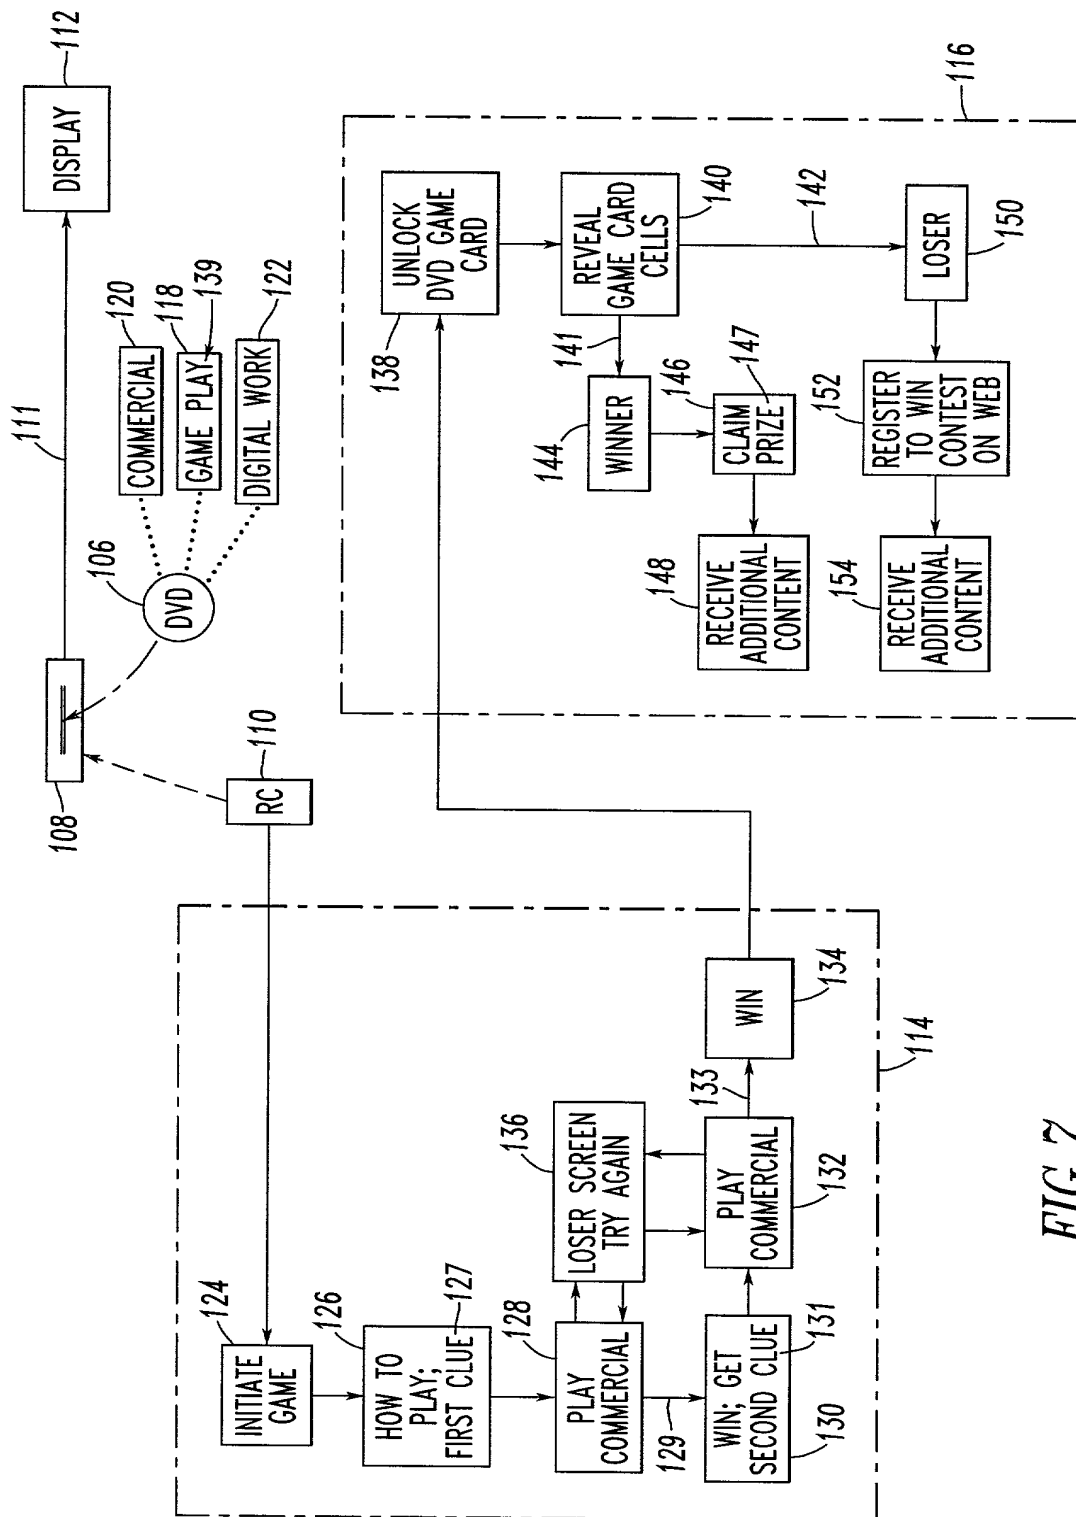 112
DISPLAY
111
120
COMMERCIAL
118
GAME PLAY
139
122
DIGITAL WORK
106
DVD
108
110
RC
124
INITIATE
GAME
126
HOW TO
PLAY;
FIRST CLUE
127
128
PLAY
COMMERCIAL
129
WIN; GET
SECOND CLUE
131
130
136
LOSER SCREEN
TRY AGAIN
PLAY
COMMERCIAL
132
133
WIN
134
114
116
138
UNLOCK
DVD GAME
CARD
REVEAL
GAME CARD
CELLS
140
141
142
144
WINNER
146
CLAIM
PRIZE
147
148
RECEIVE
ADDITIONAL
CONTENT
LOSER
150
152
REGISTER
TO WIN
CONTEST
ON WEB
154
RECEIVE
ADDITIONAL
CONTENT
FIG. 7